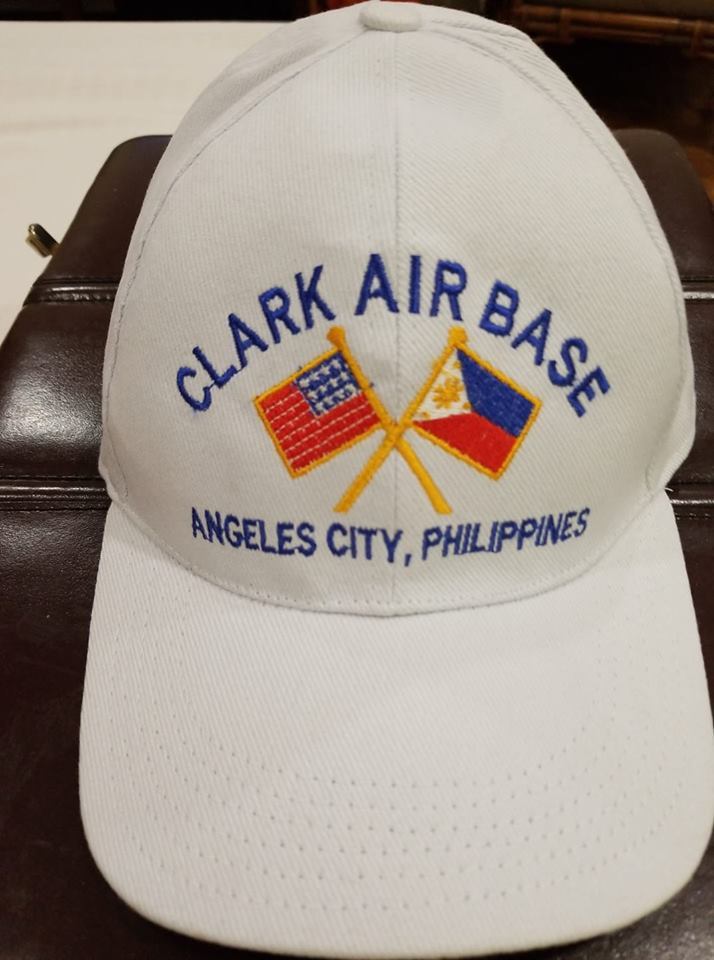 CLARK AIR BASE
ANGELES CITY, PHILIPPINES